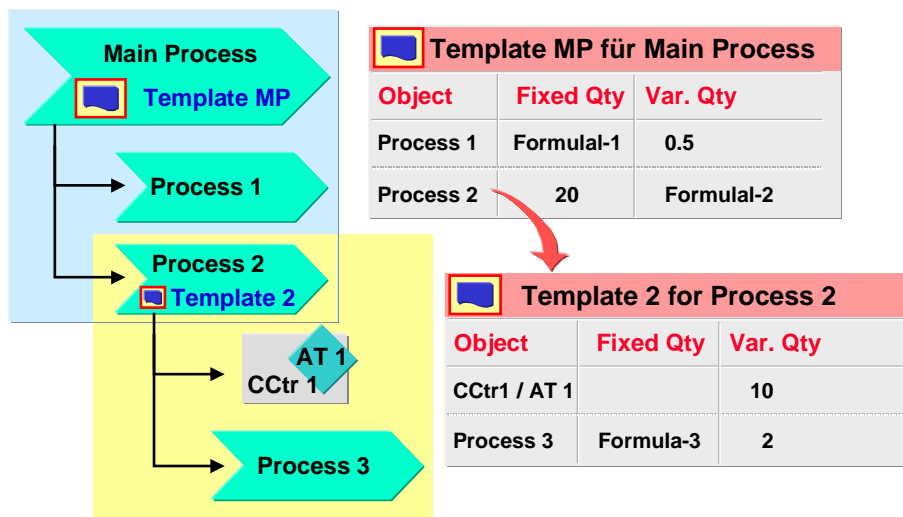 Main Process
Template MP
Process 1
Process 2
Template 2
AT 1
CCtr 1
Process 3
Template MP für Main Process
Object Fixed Qty Var. Qty
Process 1 Formulal-1 0.5
Process 2 20 Formulal-2
Template 2 for Process 2
Object Fixed Qty Var. Qty
CCtr1 / AT 1 10
Process 3 Formula-3 2